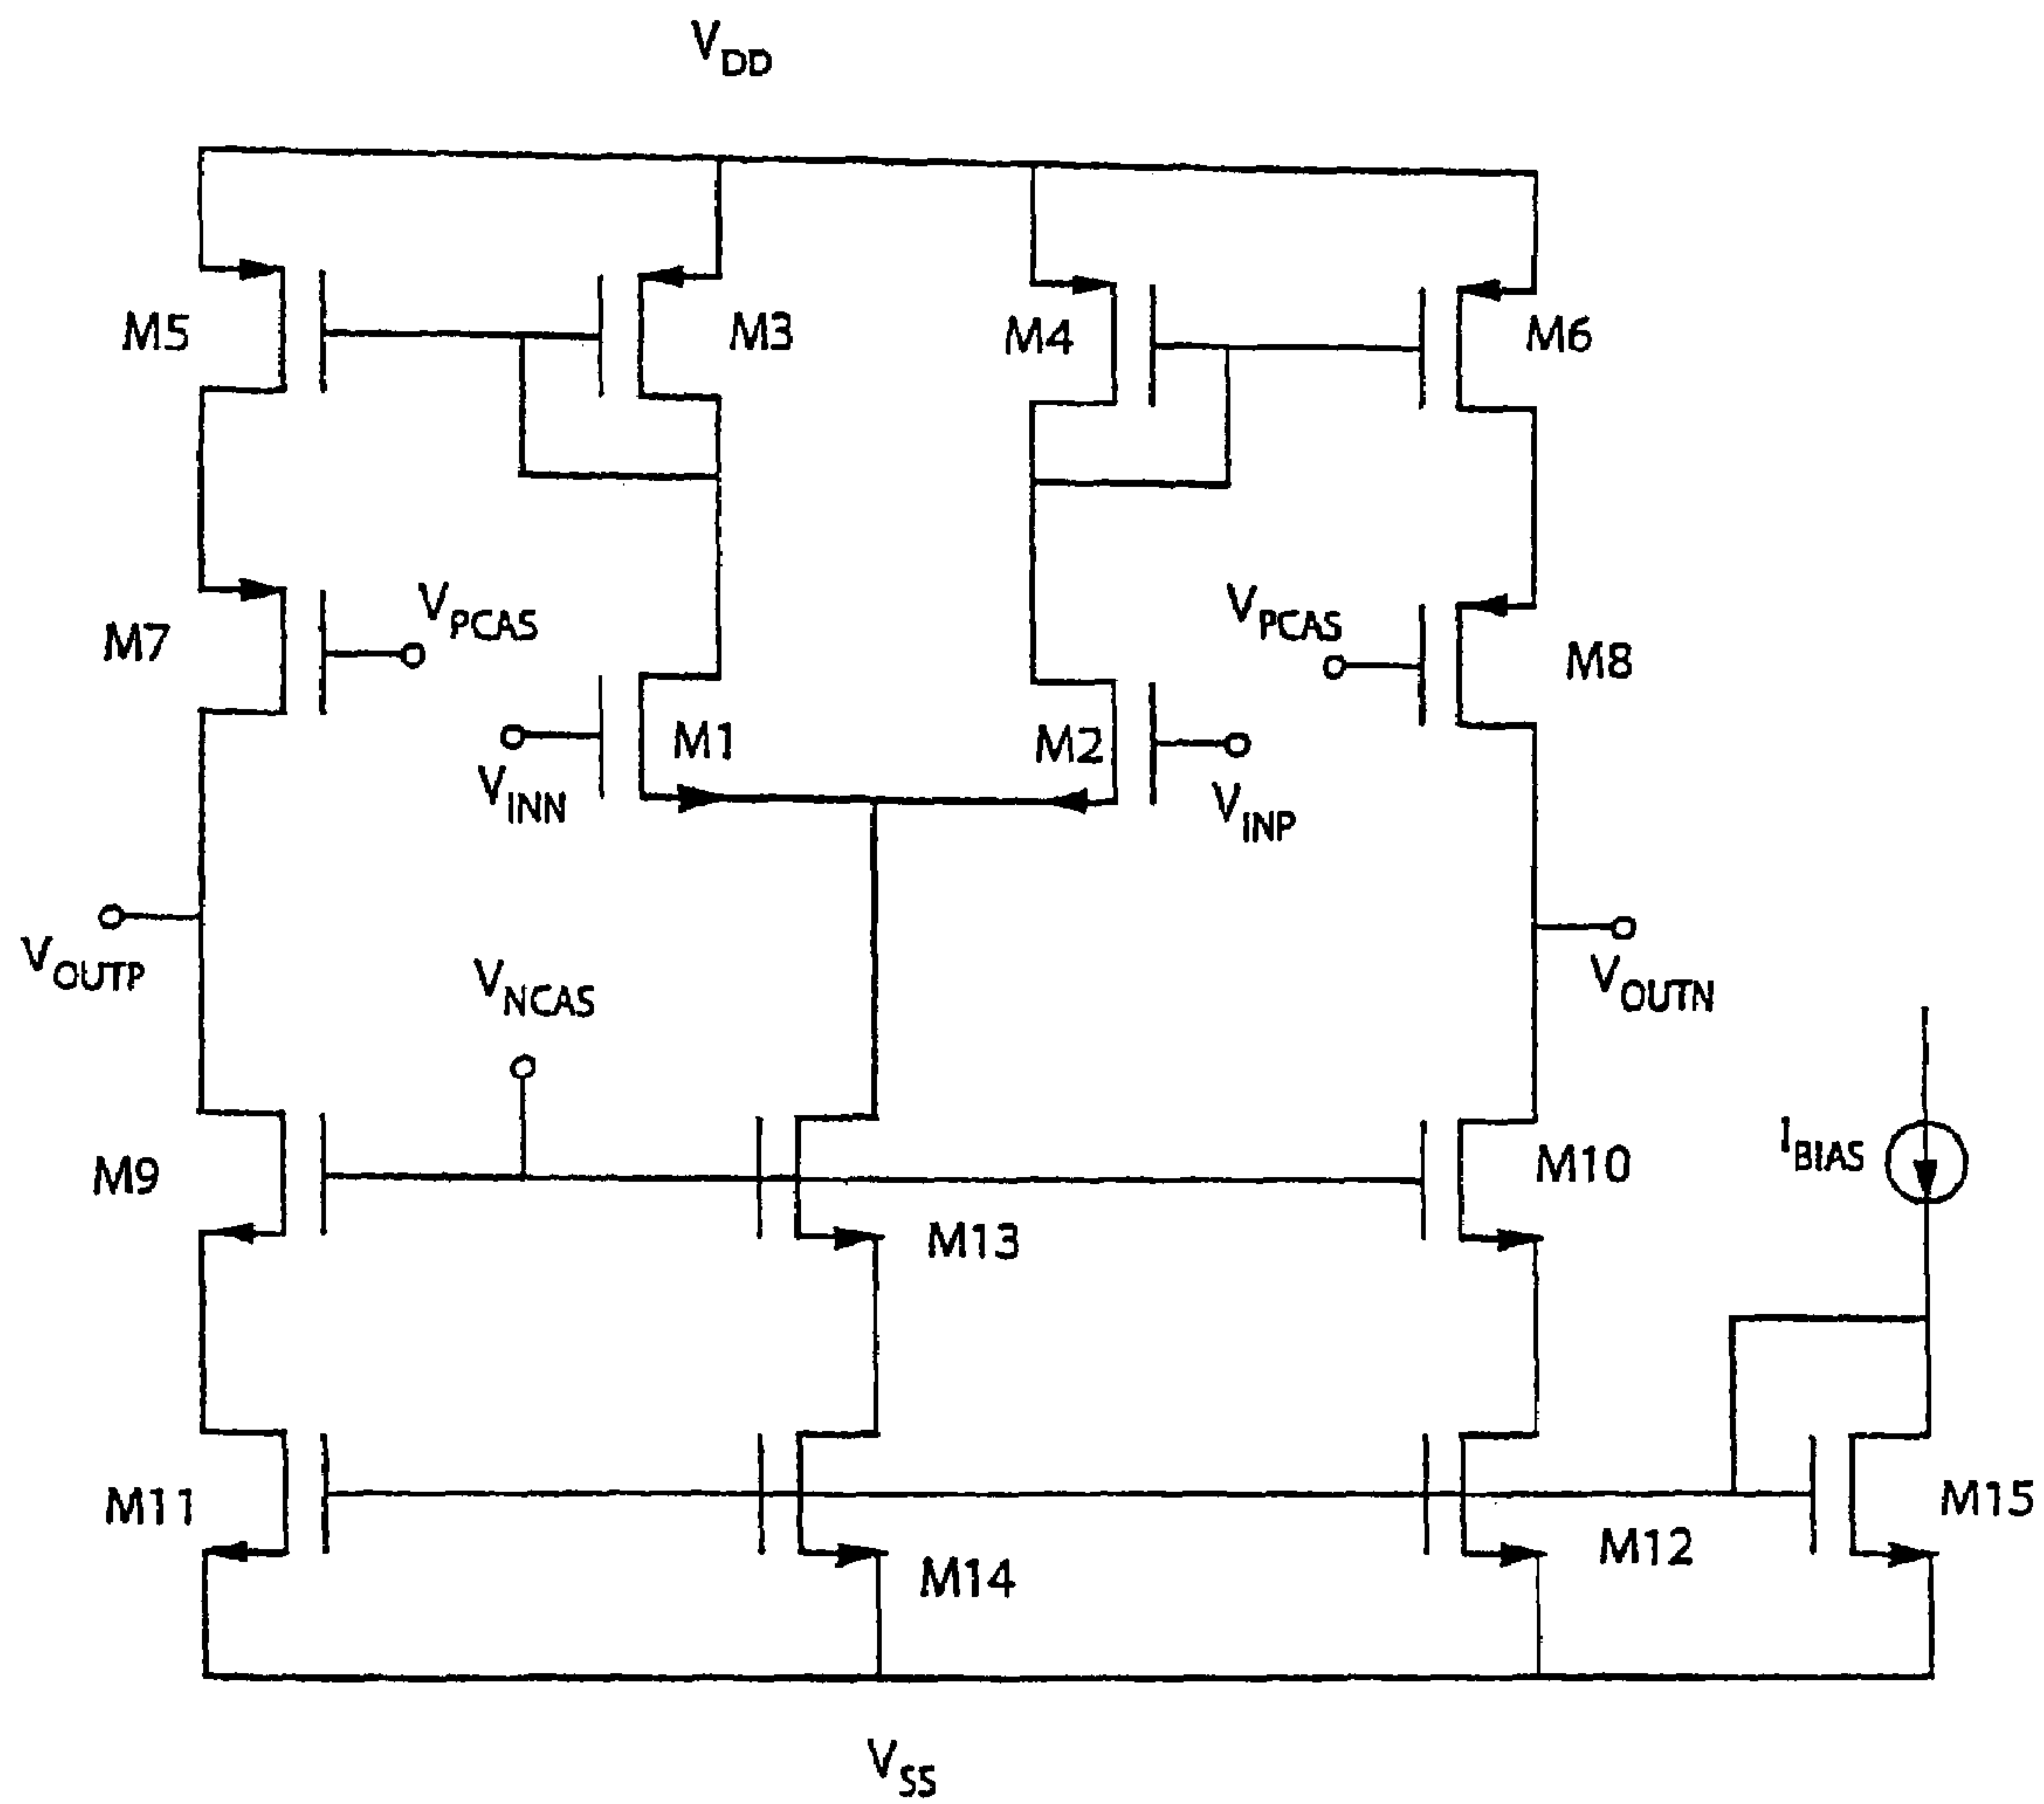 VDD
M5
M3
M4
M6
M7
VPCAS
VPCAS
M8
M1
M2
VINN
VINP
VOUTP
VNCAS
VOUTN
IBIAS
M9
M10
M13
M11
M15
M12
M14
VSS